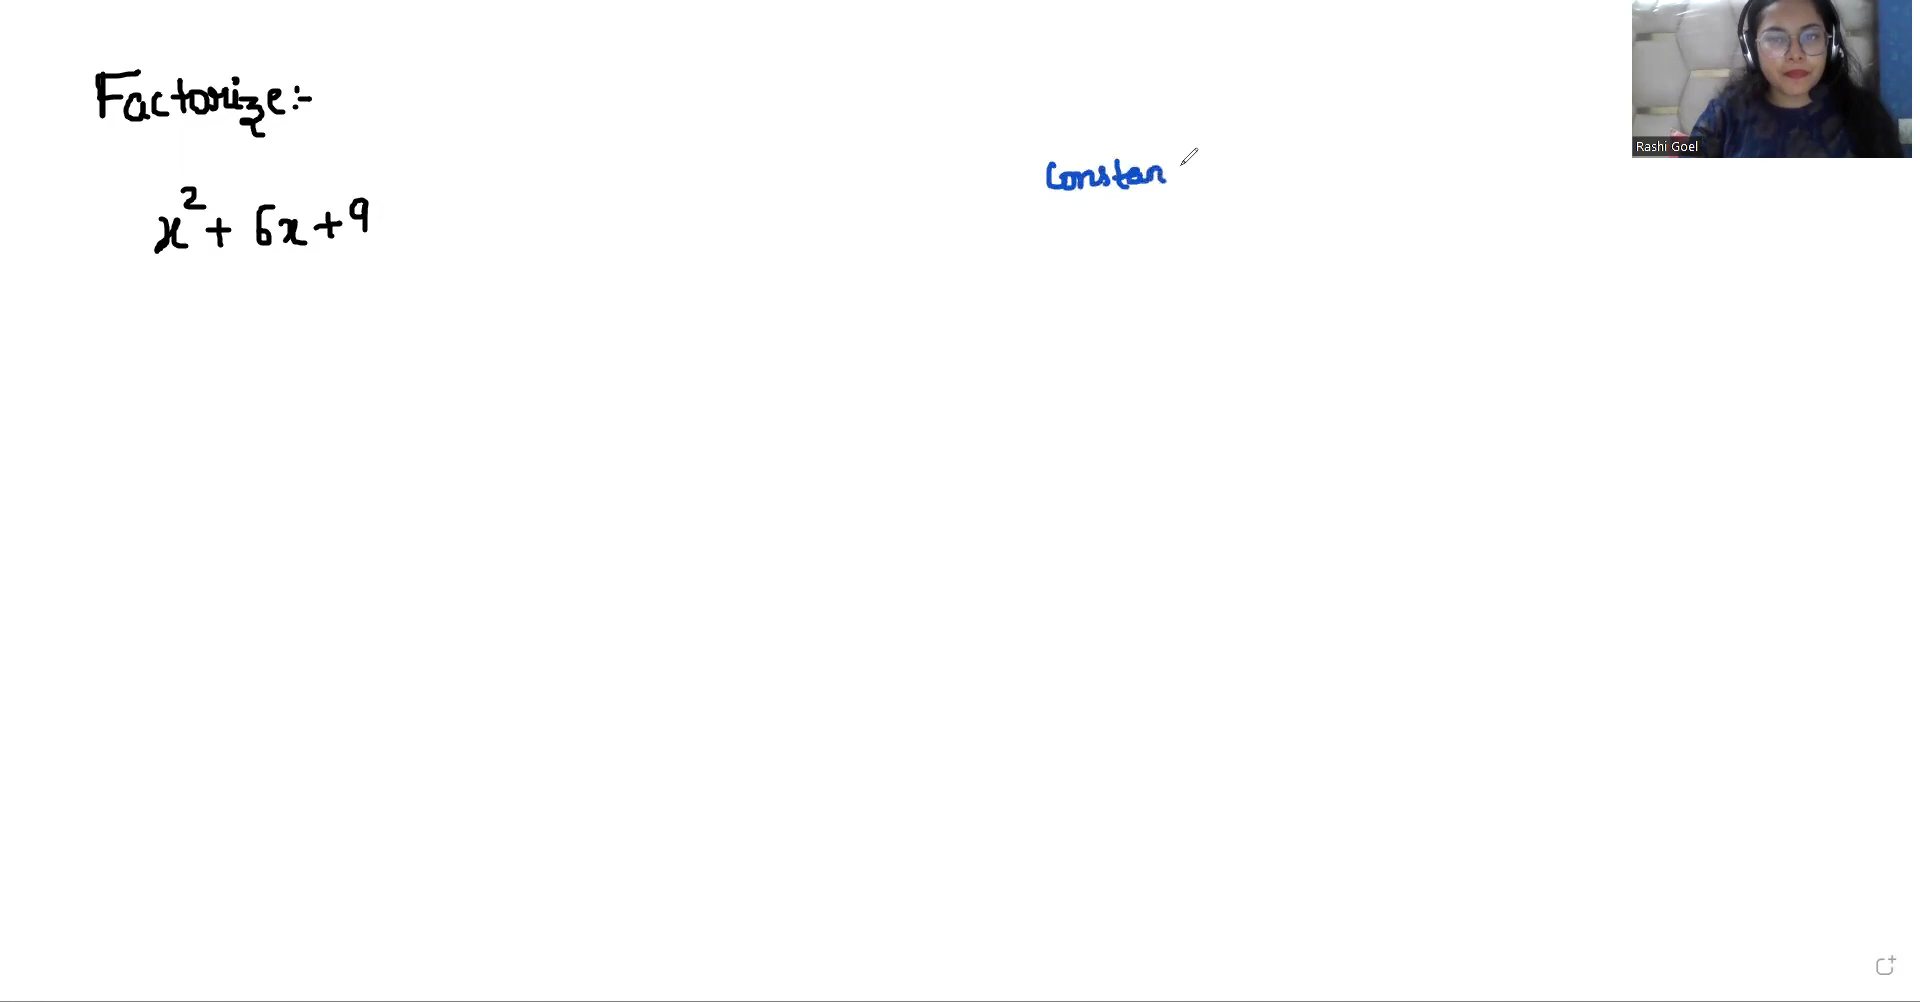 Factorize:-
x² + 6x + 9
Constan
Rashi Goel